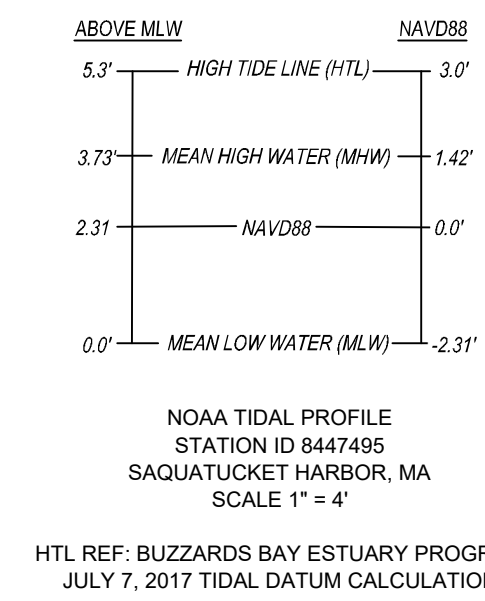 ABOVE MLW NAVD88
5.3' HIGH TIDE LINE (HTL) 3.0'
3.73' MEAN HIGH WATER (MHW) 1.42'
2.31 NAVD88 0.0'
0.0' MEAN LOW WATER (MLW) -2.31'
NOAA TIDAL PROFILE
STATION ID 8447495
SAQUATUCKET HARBOR, MA
SCALE 1" = 4'
HTL REF: BUZZARDS BAY ESTUARY
JULY 7, 2017 TIDAL DATUM